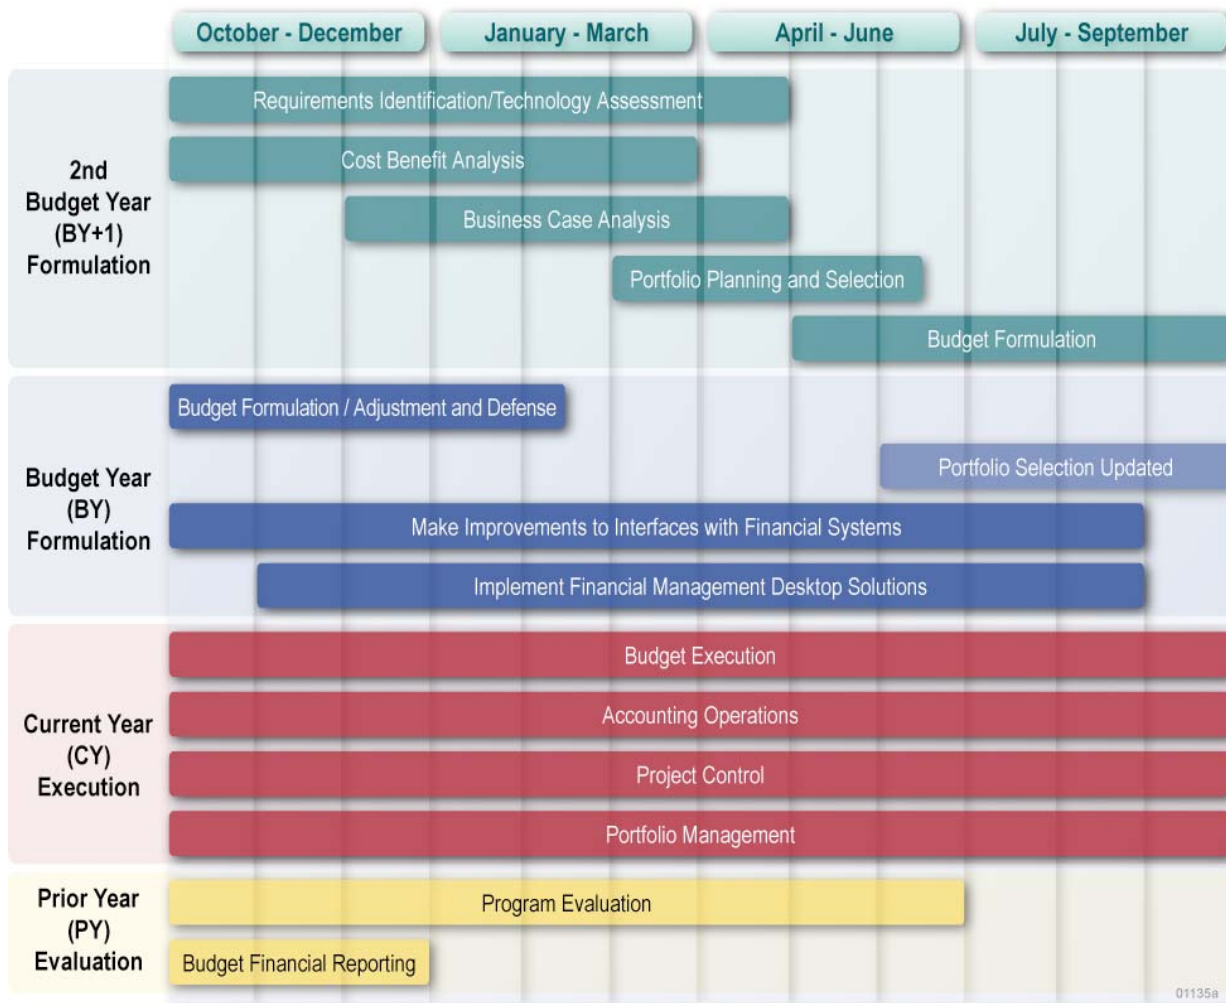 October - December
January - March
April - June
July - September
2nd
Budget Year
(BY+1)
Formulation
Requirements Identification/Technology Assessment
Cost Benefit Analysis
Business Case Analysis
Portfolio Planning and Selection
Budget Formulation
Budget Year
(BY)
Formulation
Budget Formulation / Adjustment and Defense
Portfolio Selection Updated
Make Improvements to Interfaces with Financial Systems
Implement Financial Management Desktop Solutions
Current Year
(CY)
Execution
Budget Execution
Accounting Operations
Project Control
Portfolio Management
Prior Year
(PY)
Evaluation
Program Evaluation
Budget Financial Reporting
01135a